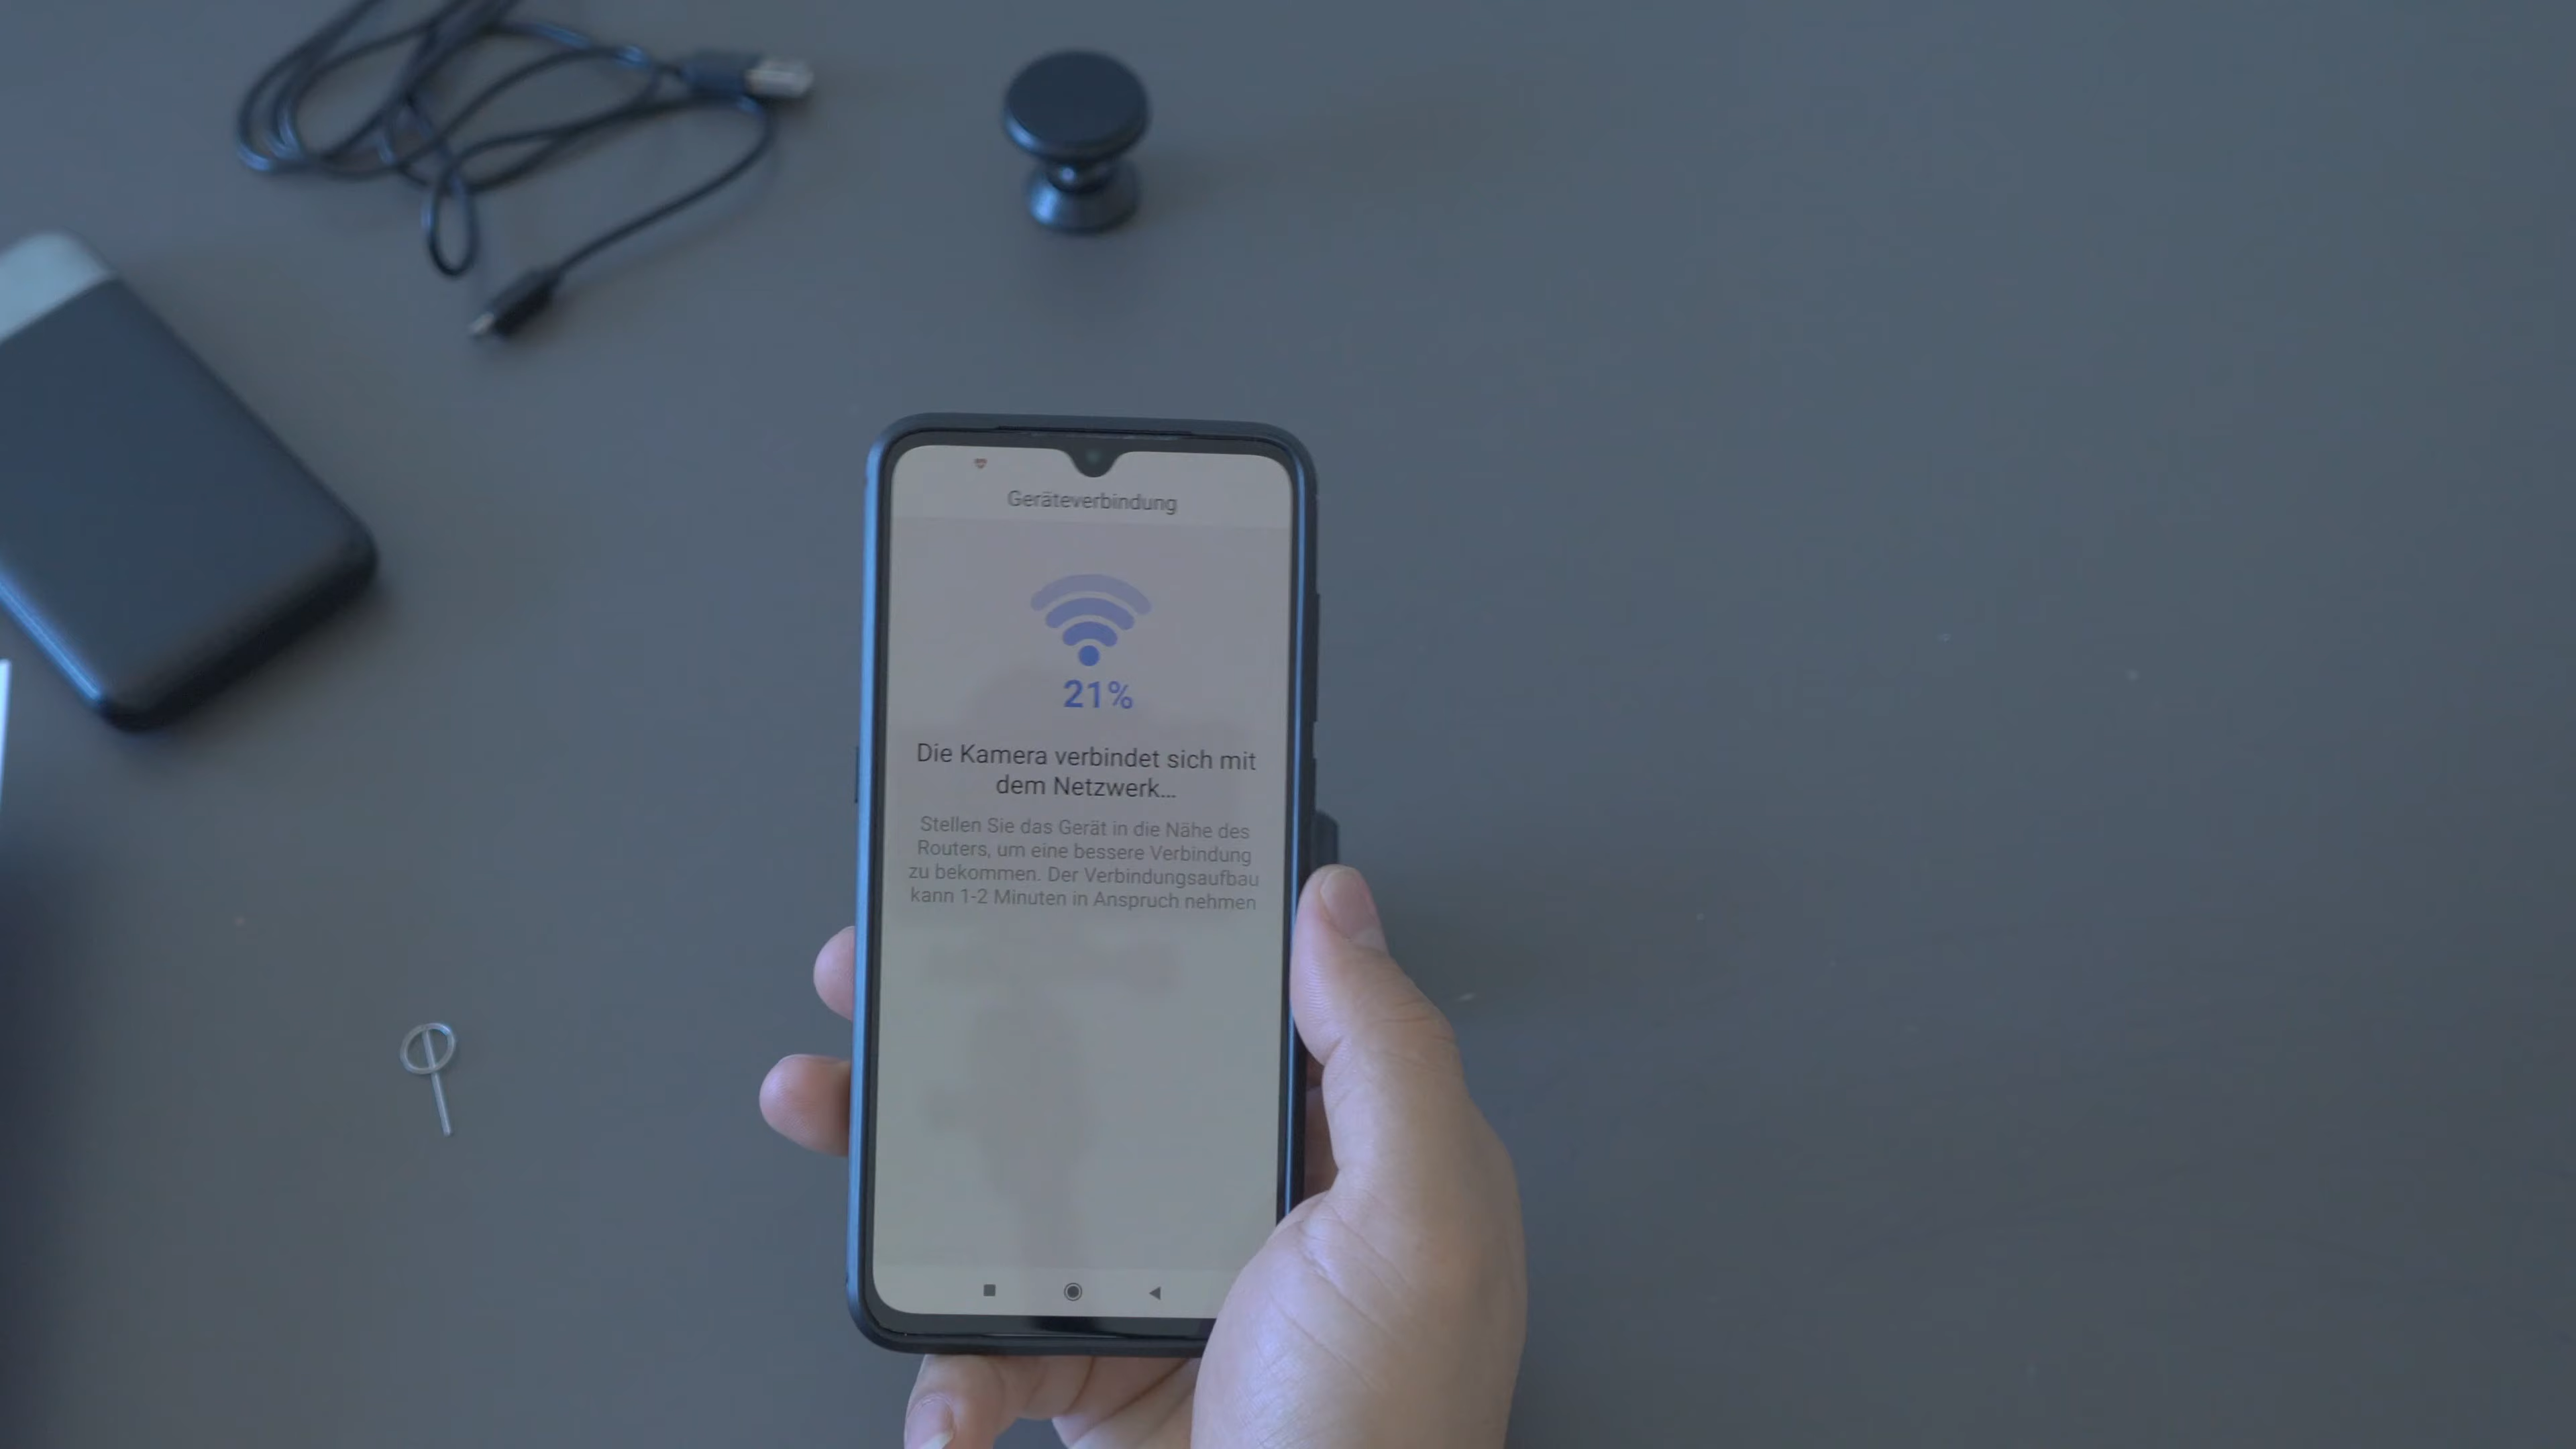 Geräteverbindung
21%
Die Kamera verbindet sich mit
dem Netzwerk...
Stellen Sie das Gerät in die Nähe des
Routers, um eine bessere Verbindung
zu bekommen. Der Verbindungsaufbau
kann 1-2 Minuten in Anspruch nehmen